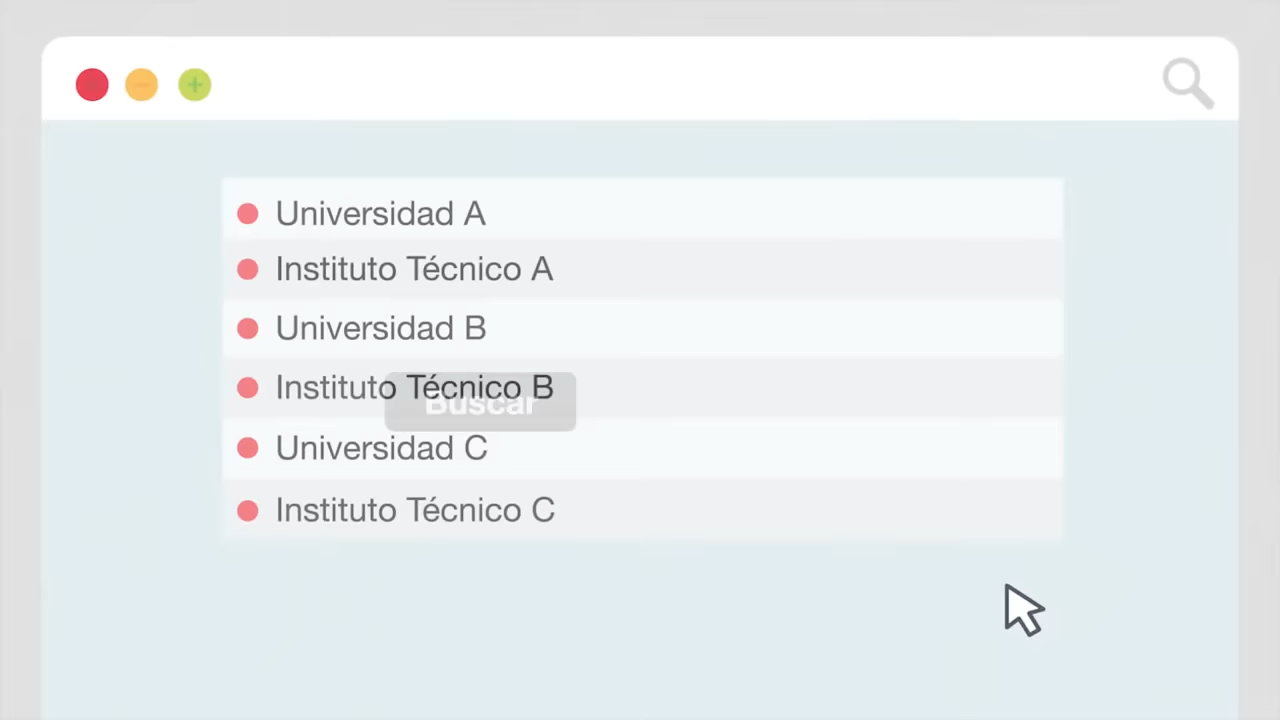 Universidad A
Instituto Técnico A
Universidad B
Instituto Técnico B
Buscar
Universidad C
Instituto Técnico C